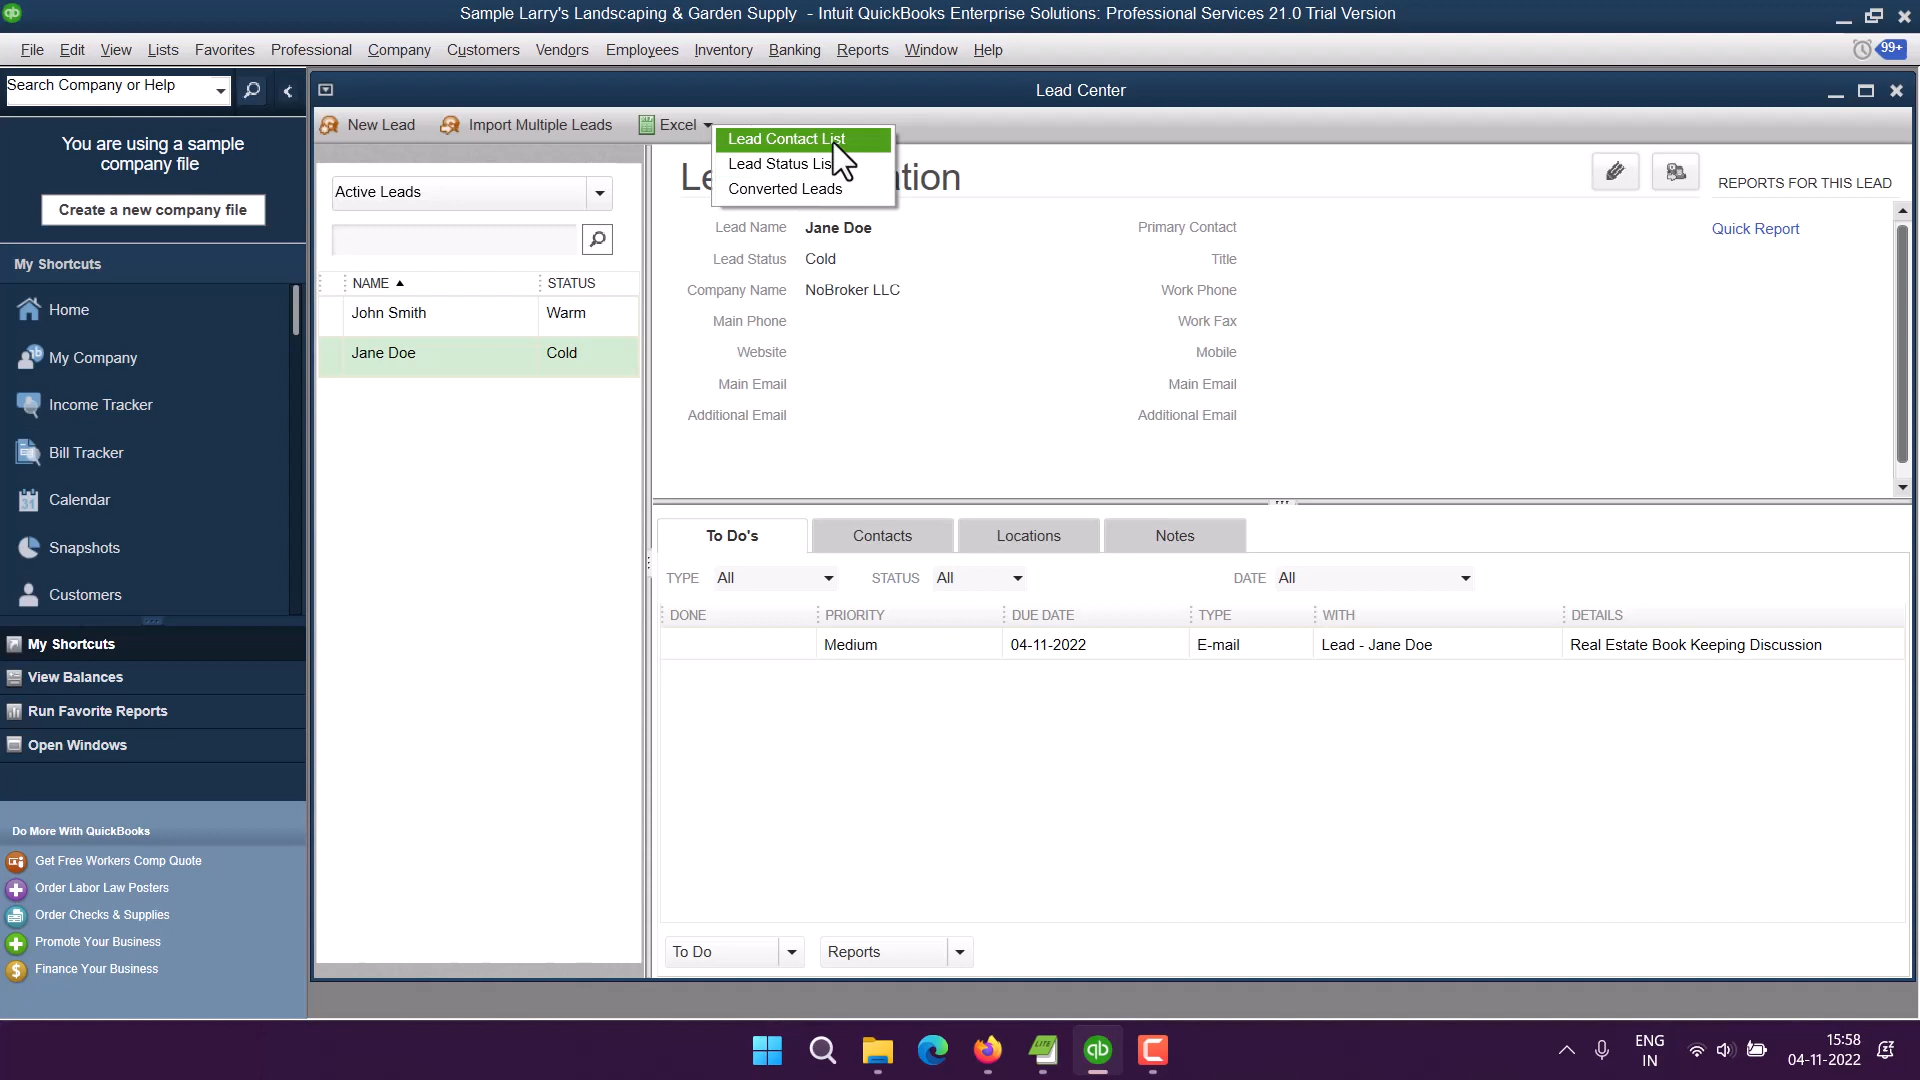 Sample Larry's Landscaping & Garden Supply - Intuit QuickBooks Enterprise Solutions: Professional Services 21.0 Trial Version
File Edit View Lists Favorites Professional Company Customers Vendors Employees Inventory Banking Reports Window Help
99+
Search Company or Help
Lead Center
New Lead Import Multiple Leads Excel
You are using a sample
company file
Create a new company file
Lead Contact List
Lead Status Lis
Converted Leads
Le ation
REPORTS FOR THIS LEAD
Quick Report
Active Leads
NAME STATUS
John Smith Warm
Jane Doe Cold
Lead Name Jane Doe Primary Contact
Lead Status Cold Title
Company Name NoBroker LLC Work Phone
Main Phone Work Fax
Website Mobile
Main Email Main Email
Additional Email Additional Email
My Shortcuts
Home
My Company
Income Tracker
Bill Tracker
31 Calendar
Snapshots
Customers
My Shortcuts
View Balances
Run Favorite Reports
Open Windows
Do More With QuickBooks
Get Free Workers Comp Quote
Order Labor Law Posters
Order Checks & Supplies
Promote Your Business
Finance Your Business
To Do's Contacts Locations Notes
TYPE All STATUS All DATE All
DONE PRIORITY DUE DATE TYPE WITH DETAILS
Medium 04-11-2022 E-mail Lead - Jane Doe Real Estate Book Keeping Discussion
To Do Reports
LITE
qb
C
ENG
IN
15:58
04-11-2022